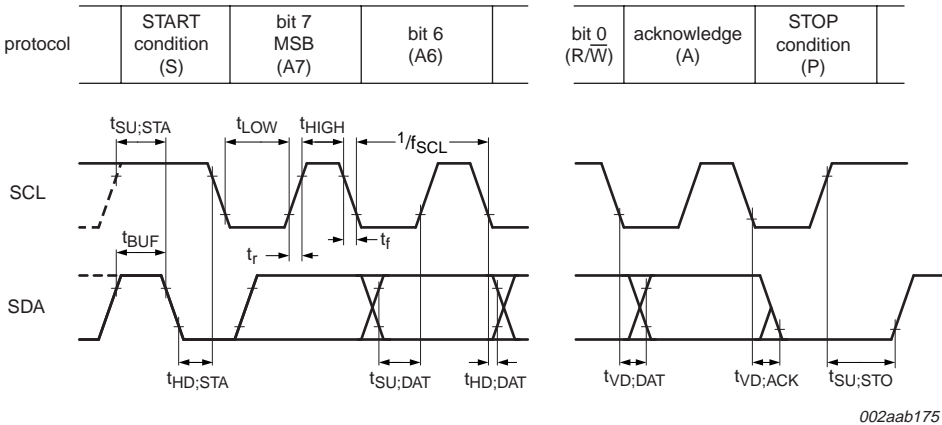 protocol
START
condition
(S)
bit 7
MSB
(A7)
bit 6
(A6)
bit 0
(R/W̅)
acknowledge
(A)
STOP
condition
(P)
tSU;STA
tLOW
tHIGH
1/fSCL
SCL
tBUF
tr
tf
SDA
tHD;STA
tSU;DAT
tHD;DAT
tVD;DAT
tVD;ACK
tSU;STO
002aab175